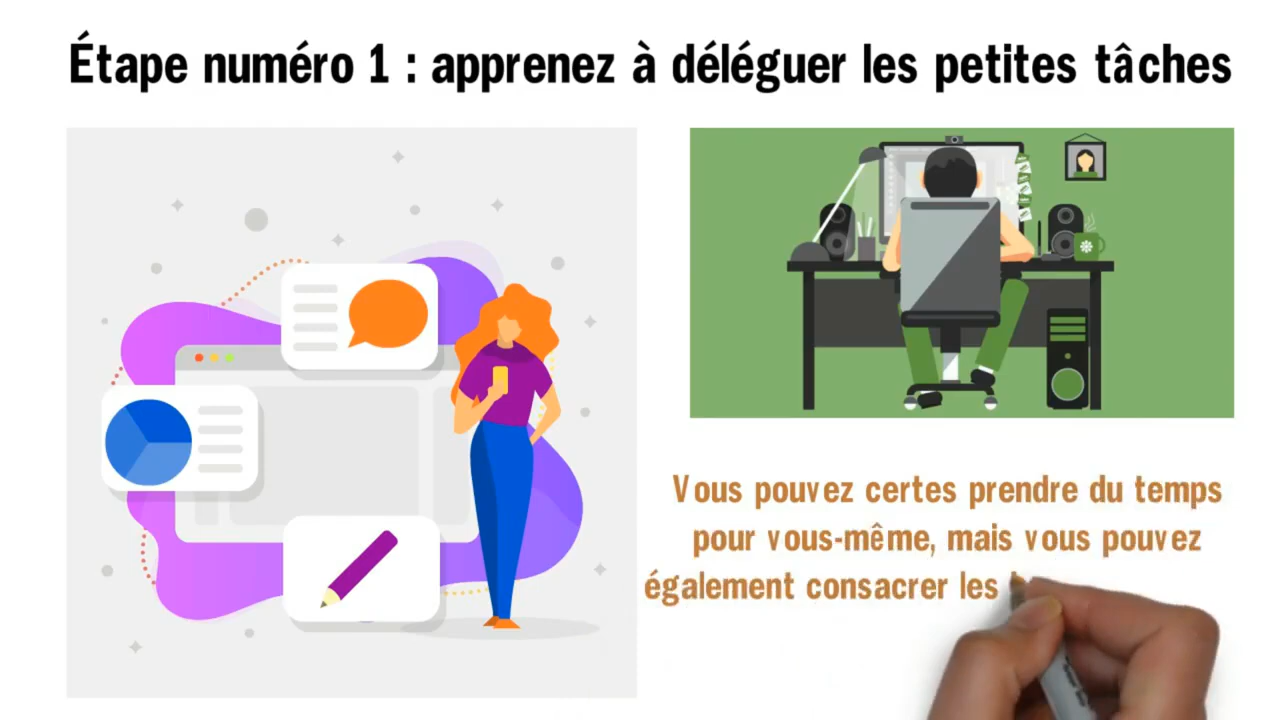 Étape numéro 1 : apprenez à déléguer les petites tâches
Vous pouvez certes prendre du temps
pour vous-même, mais vous pouvez
également consacrer les